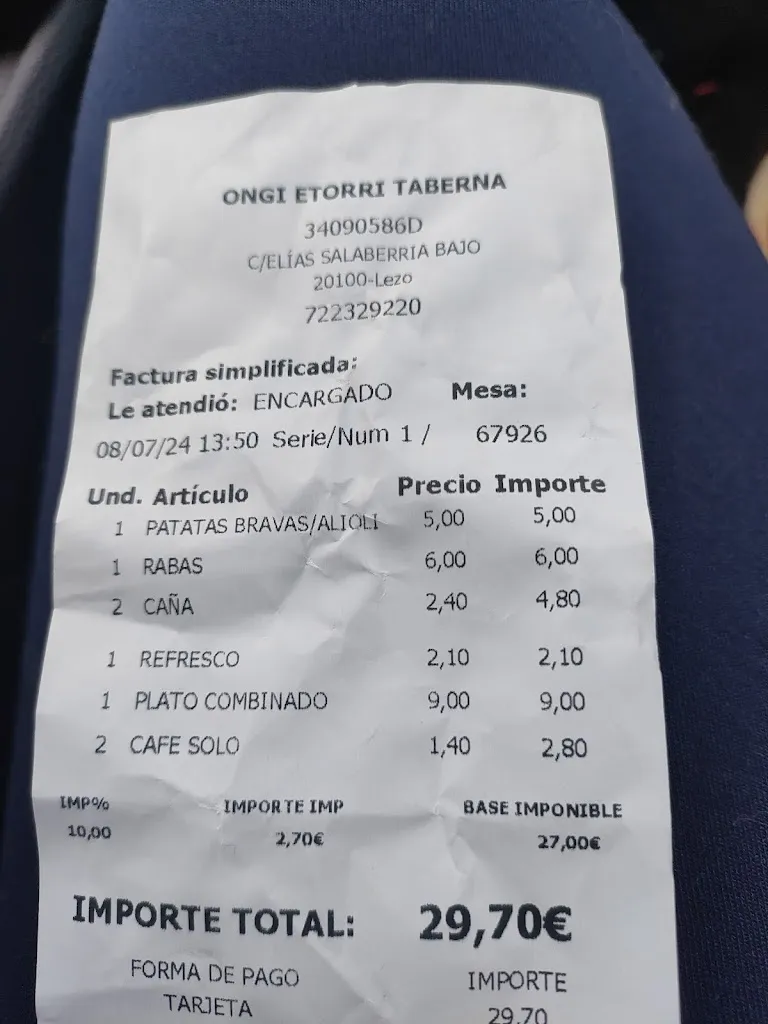 ONGI ETORRI TABERNA
34090586D
C/ELÍAS SALABERRIA BAJO
20100-Lezo
722329220
Factura simplificada:
Le atendió: ENCARGADO Mesa:
08/07/24 13:50 Serie/Num 1 / 67926
Und. Artículo Precio Importe
1 PATATAS BRAVAS/ALIOLI 5,00 5,00
1 RABAS 6,00 6,00
2 CAÑA 2,40 4,80
1 REFRESCO 2,10 2,10
1 PLATO COMBINADO 9,00 9,00
2 CAFE SOLO 1,40 2,80
IMP% IMPORTE IMP BASE IMPONIBLE
10,00 2,70€ 27,00€
IMPORTE TOTAL: 29,70€
FORMA DE PAGO IMPORTE
TARJETA 29,70